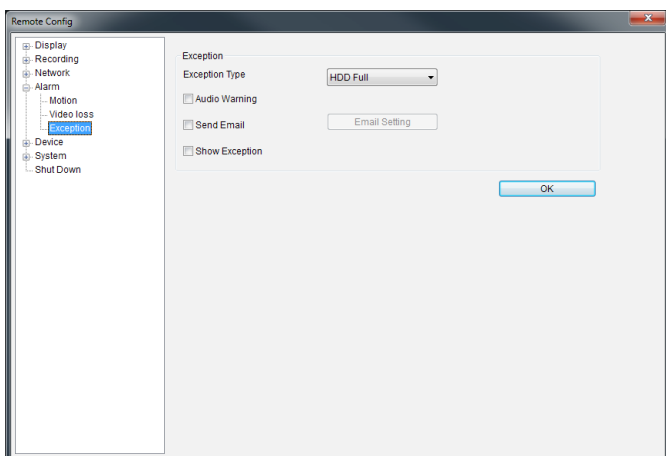 Remote Config
Display
Recording
Network
Alarm
Motion
Video loss
Exception
Device
System
Shut Down
Exception
Exception Type
HDD Full
Audio Warning
Send Email
Email Setting
Show Exception
OK